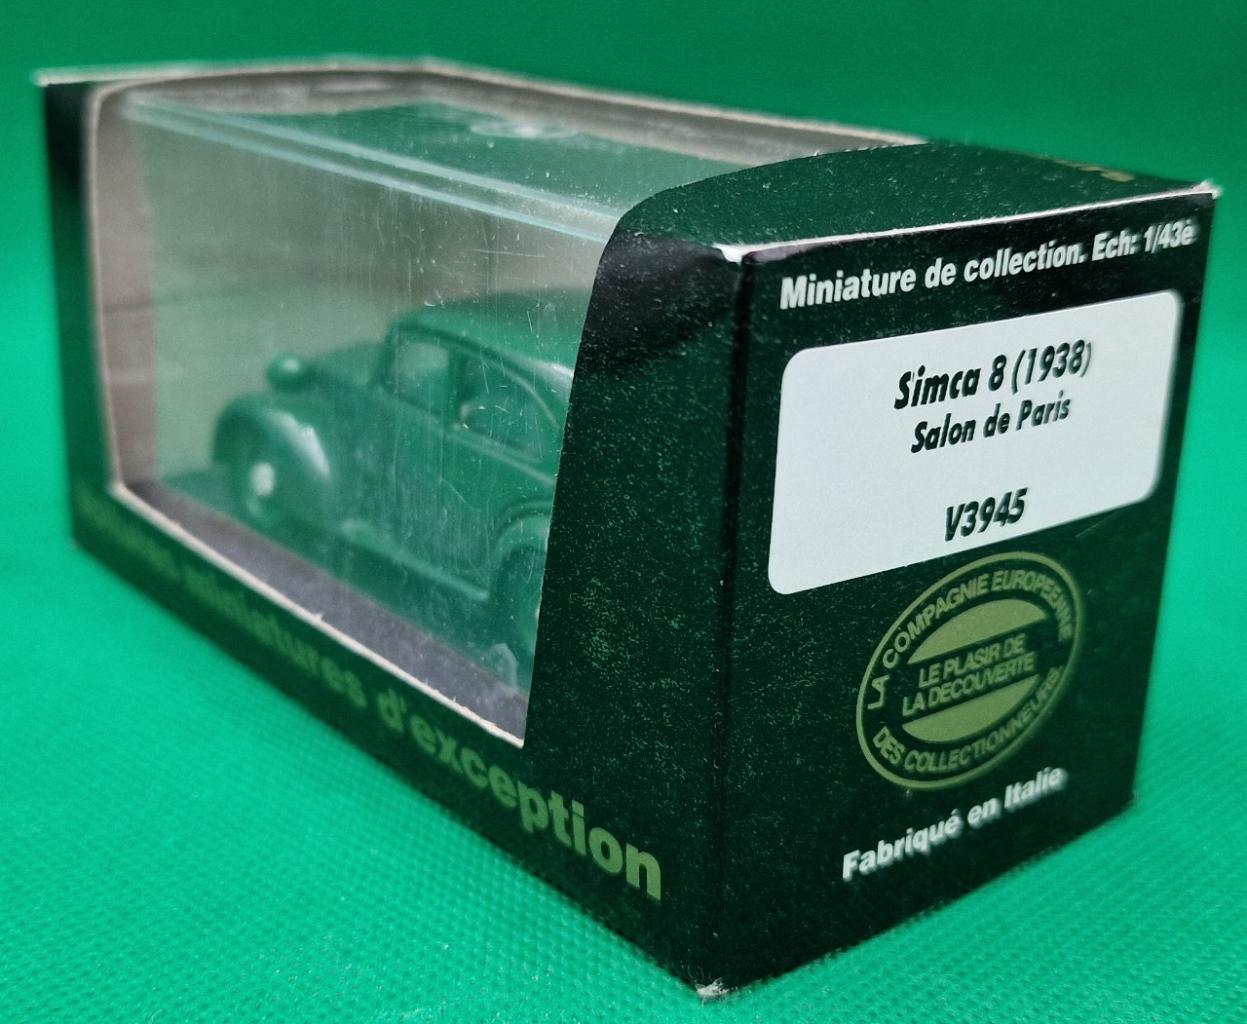 Miniature de collection. Ech: 1/43è
Simca 8 (1938)
Salon de Paris
V3945
LA COMPAGNIE EUROPEENNE
LE PLASIR DE
LA DECOUVERTE
DES COLLECTIONNEURS
Fabriqué en Italie
miniatures d'exception